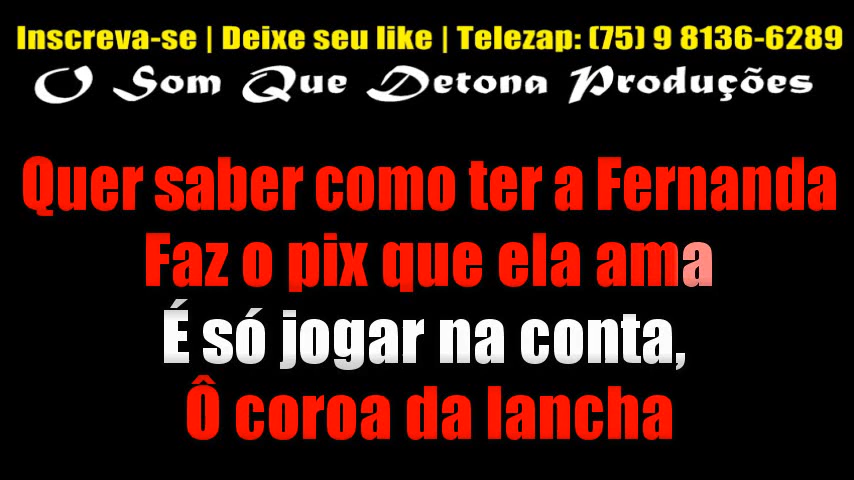 Inscreva-se | Deixe seu like | Telezap: (75) 9 8136-6289
O Som Que Detona Produções
Quer saber como ter a Fernanda
Faz o pix que ela ama
É só jogar na conta,
Ô coroa da lancha